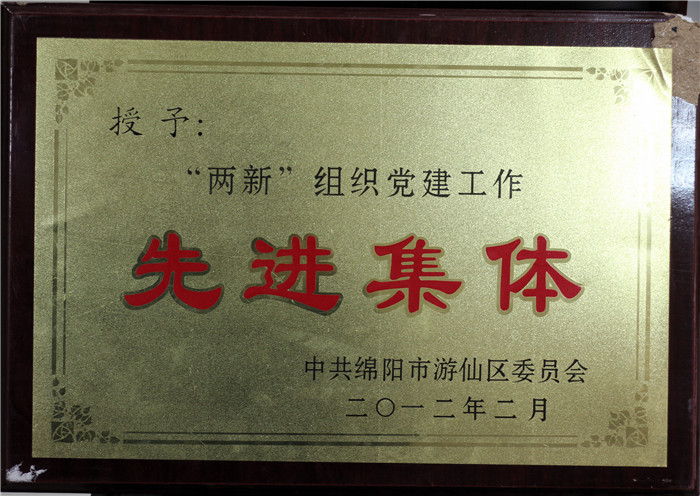 授予：
“两新”组织党建工作
先进集体
中共绵阳市游仙区委员会
二〇一二年二月